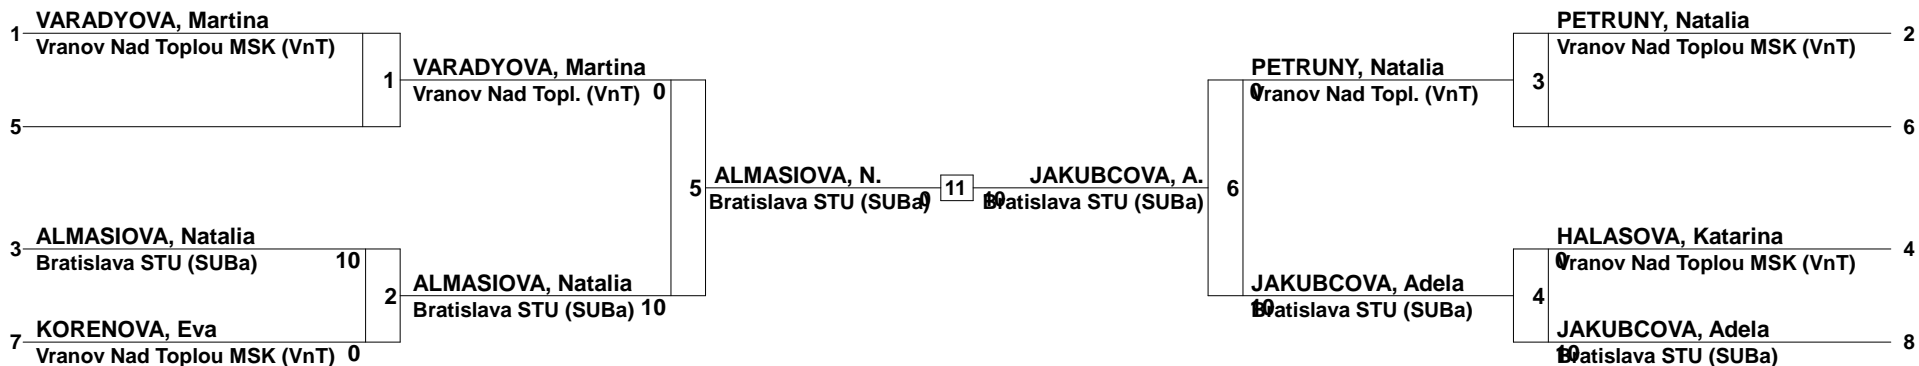 VARADYOVA, Martina
1
Vranov Nad Toplou MSK (VnT)
5
1
VARADYOVA, Martina
Vranov Nad Topl. (VnT) 0
3
ALMASIOVA, Natalia
Bratislava STU (SUBa) 10
7
KORENOVA, Eva
Vranov Nad Toplou MSK (VnT) 0
2
ALMASIOVA, Natalia
Bratislava STU (SUBa) 10
5
ALMASIOVA, N.
Bratislava STU (SUBa) 0
11
JAKUBCOVA, A.
10 Bratislava STU (SUBa)
6
PETRUNY, Natalia
0 Vranov Nad Topl. (VnT)
JAKUBCOVA, Adela
10 Bratislava STU (SUBa)
3
PETRUNY, Natalia
2
Vranov Nad Toplou MSK (VnT)
6
4
HALASOVA, Katarina
4
0 Vranov Nad Toplou MSK (VnT)
JAKUBCOVA, Adela
8
10 Bratislava STU (SUBa)